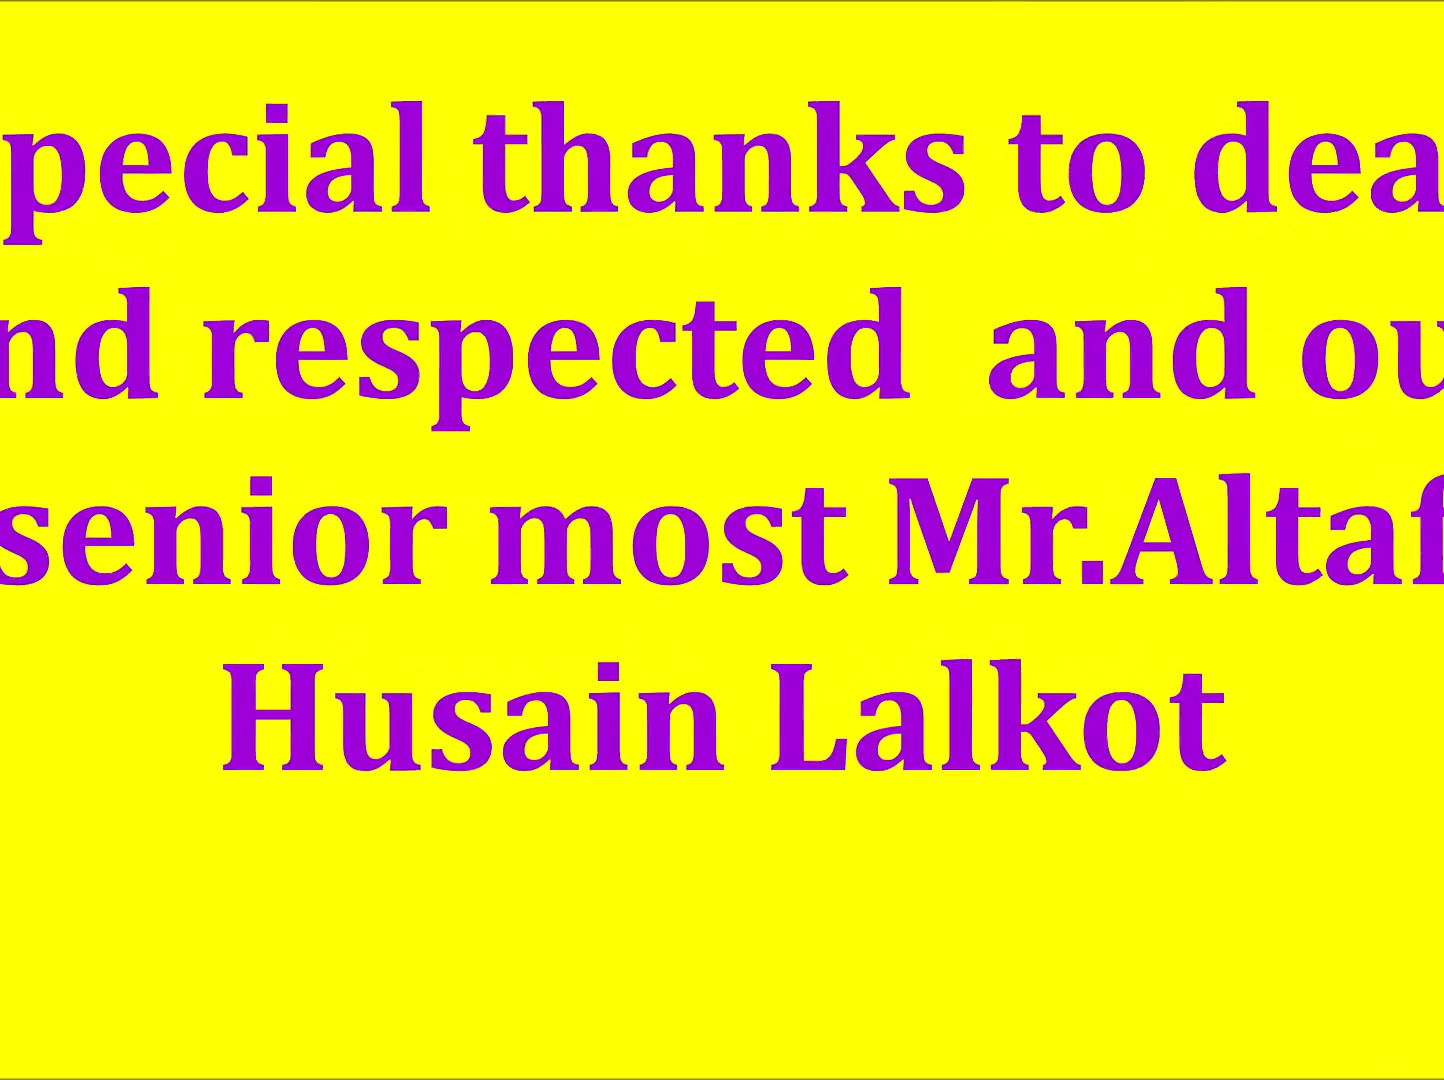 pecial thanks to dea
nd respected  and ou
senior most Mr.Altaf
Husain Lalkot